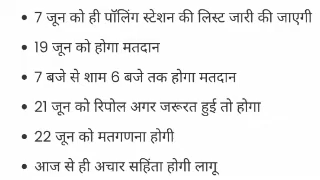 • 7 जून को ही पॉलिंग स्टेशन की लिस्ट जारी की जाएगी
• 19 जून को होगा मतदान
• 7 बजे से शाम 6 बजे तक होगा मतदान
• 21 जून को रिपोल अगर जरूरत हुई तो होगा
• 22 जून को मतगणना होगी
• आज से ही अचार सहिंता होगी लागू